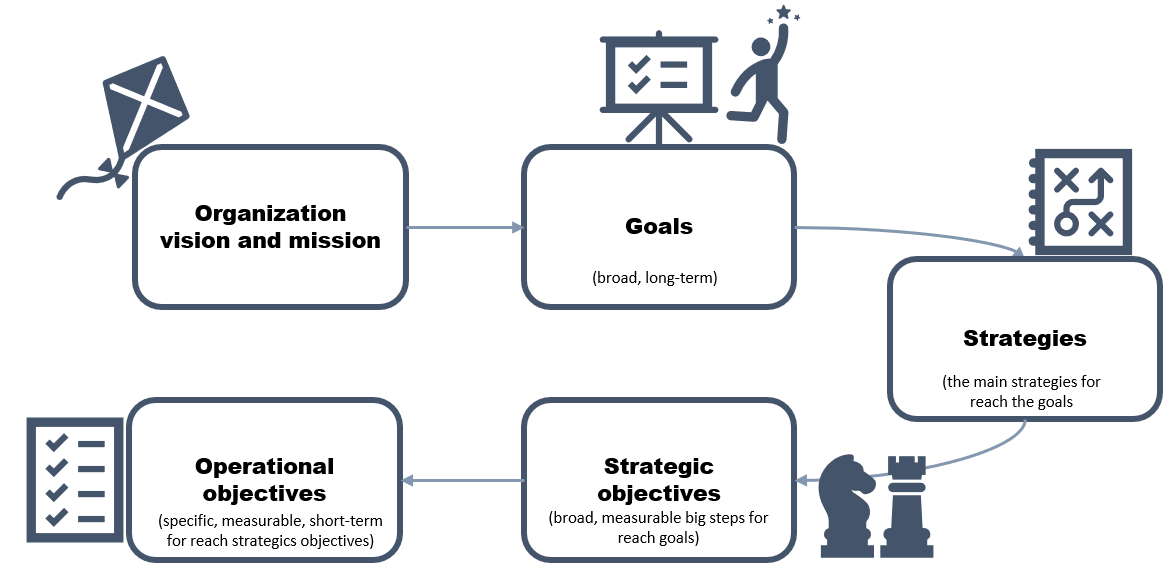 Organization
vision and mission
Goals
(broad, long-term)
Strategies
(the main strategies for
reach the goals
Strategic
objectives
(broad, measurable big steps for
reach goals)
Operational
objectives
(specific, measurable, short-term
for reach strategics objectives)